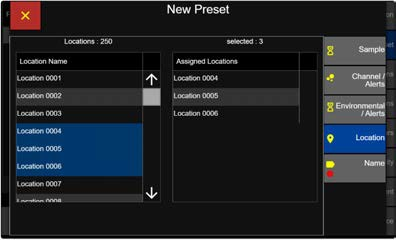 New Preset
Locations : 250
selected : 3
Location Name
Location 0001
Location 0002
Location 0003
Location 0004
Location 0005
Location 0006
Location 0007
Location 0008
Assigned Locations
Location 0004
Location 0005
Location 0006
Sample
Channel /
Alerts
Environmental
/ Alerts
Location
Name